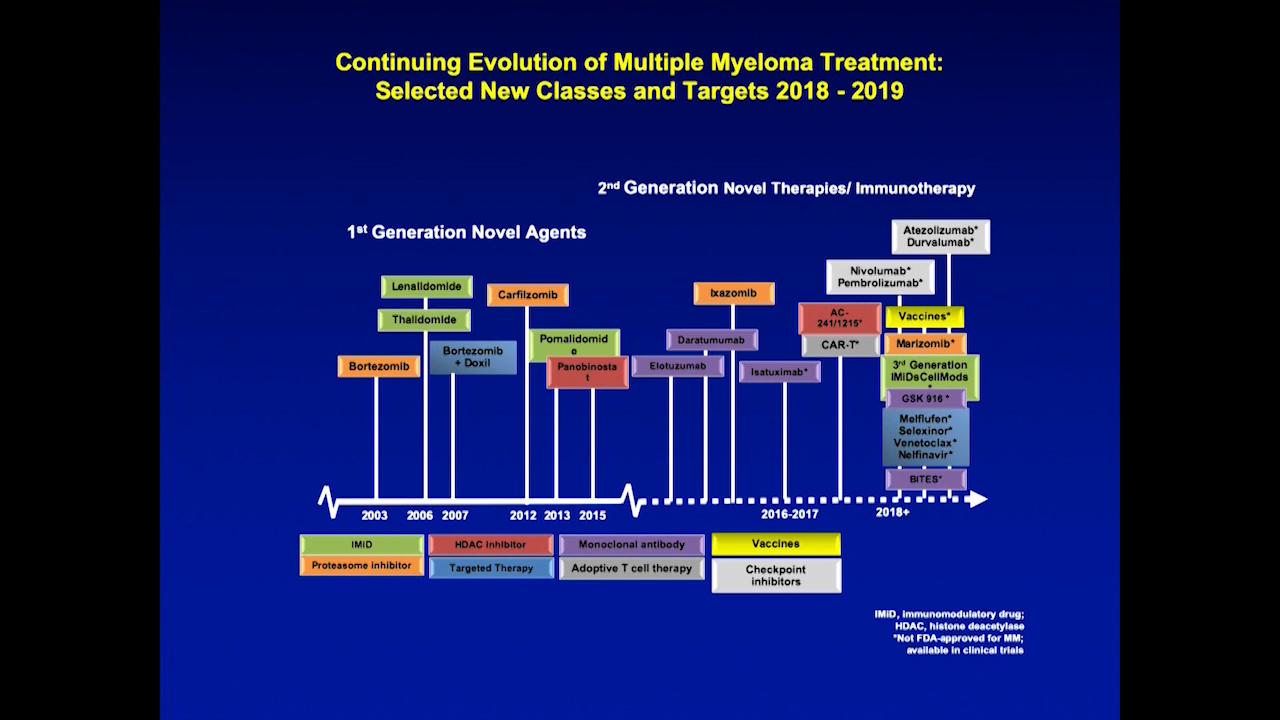 Continuing Evolution of Multiple Myeloma Treatment:
Selected New Classes and Targets 2018 - 2019
2nd Generation Novel Therapies/ Immunotherapy
1st Generation Novel Agents
Atezolizumab*
Durvalumab*
Nivolumab*
Pembrolizumab*
Lenalidomide
Carfilzomib
Ixazomib
AC-
241/1215*
Vaccines*
Thalidomide
Pomalidomid
e
Daratumumab
CAR-T*
Marizomib*
Bortezomib
Bortezomib
+ Doxil
Panobinosta
t
Elotuzumab
Isatuximab*
3rd Generation
IMiDsCellMods
*
GSK 916 *
Melflufen*
Selexinor*
Venetoclax*
Nelfinavir*
BITES*
2003
2006
2007
2012
2013
2015
2016-2017
2018+
IMiD
HDAC inhibitor
Monoclonal antibody
Vaccines
Proteasome inhibitor
Targeted Therapy
Adoptive T cell therapy
Checkpoint
inhibitors
IMiD, immunomodulatory drug;
HDAC, histone deacetylase
*Not FDA-approved for MM;
available in clinical trials